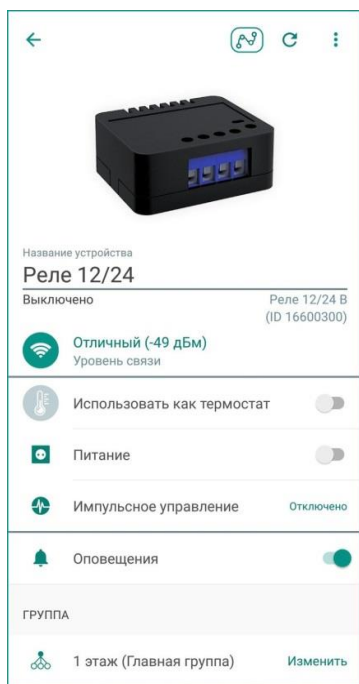 Название устройства
Реле 12/24
Выключено
Реле 12/24 В
(ID 16600300)
Отличный (-49 дБм)
Уровень связи
Использовать как термостат
Питание
Импульсное управление
Отключено
Оповещения
ГРУППА
1 этаж (Главная группа)
Изменить